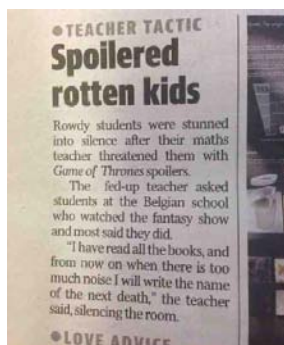 ●TEACHER TACTIC
Spoilered
rotten kids
Rowdy students were stunned
into silence after their maths
teacher threatened them with
Game of Thrones spoilers.
The fed-up teacher asked
students at the Belgian school
who watched the fantasy show
and most said they did.
"I have read all the books, and
from now on when there is too
much noise I will write the name
of the next death," the teacher
said, silencing the room.
●LOVE ADVICE